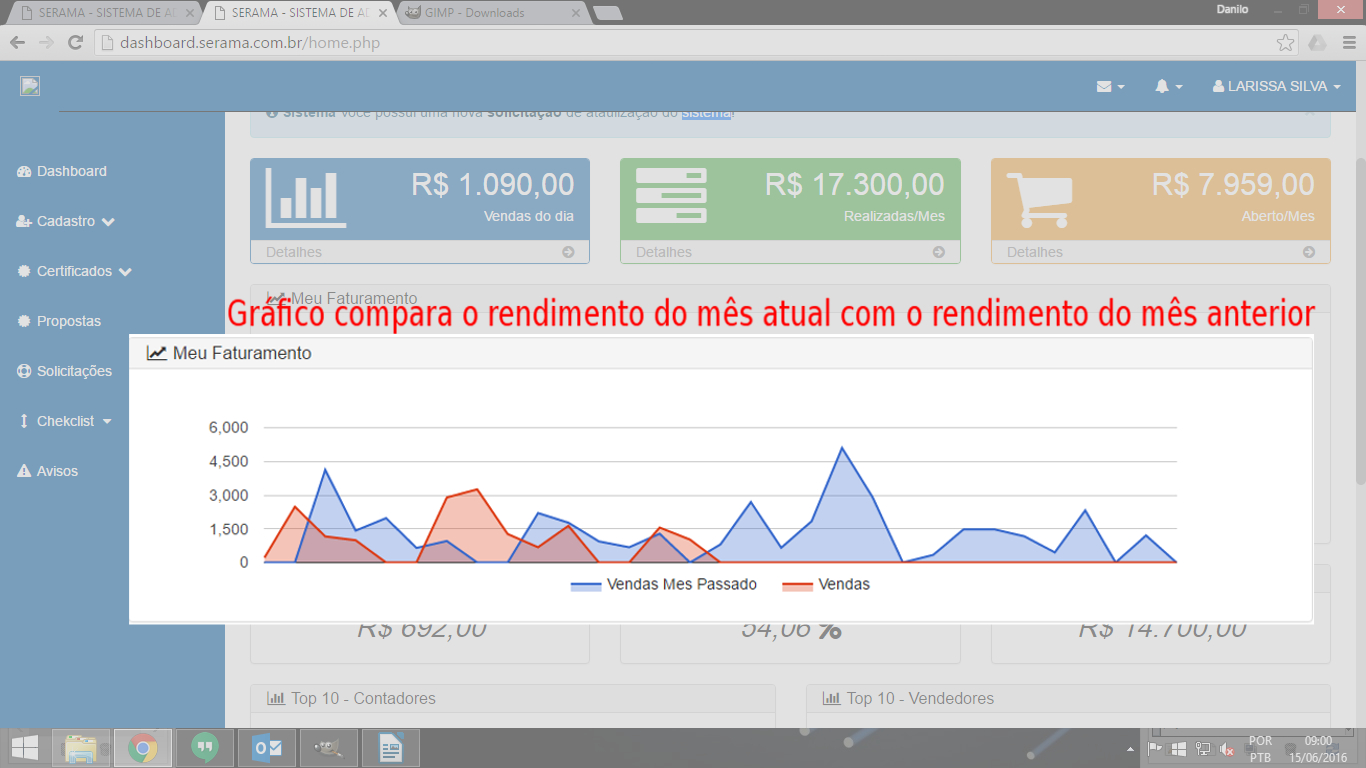 SERAMA - SISTEMA DE AD
SERAMA - SISTEMA DE AD
GIMP - Downloads
Danilo
dashboard.serama.com.br/home.php
LARISSA SILVA
Sistema Você possui uma nova solicitação de atualização do sistema!
Dashboard
Cadastro
Certificados
Propostas
Solicitações
Chekclist
Avisos
R$ 1.090,00
Vendas do dia
Detalhes
R$ 17.300,00
Realizadas/Mes
Detalhes
R$ 7.959,00
Aberto/Mes
Detalhes
Meu Faturamento
Gráfico compara o rendimento do mês atual com o rendimento do mês anterior
Meu Faturamento
6,000
4,500
3,000
1,500
0
Vendas Mes Passado
Vendas
R$ 692,00
54,06 %
R$ 14.700,00
Top 10 - Contadores
Top 10 - Vendedores
POR
PTB
09:00
15/06/2016